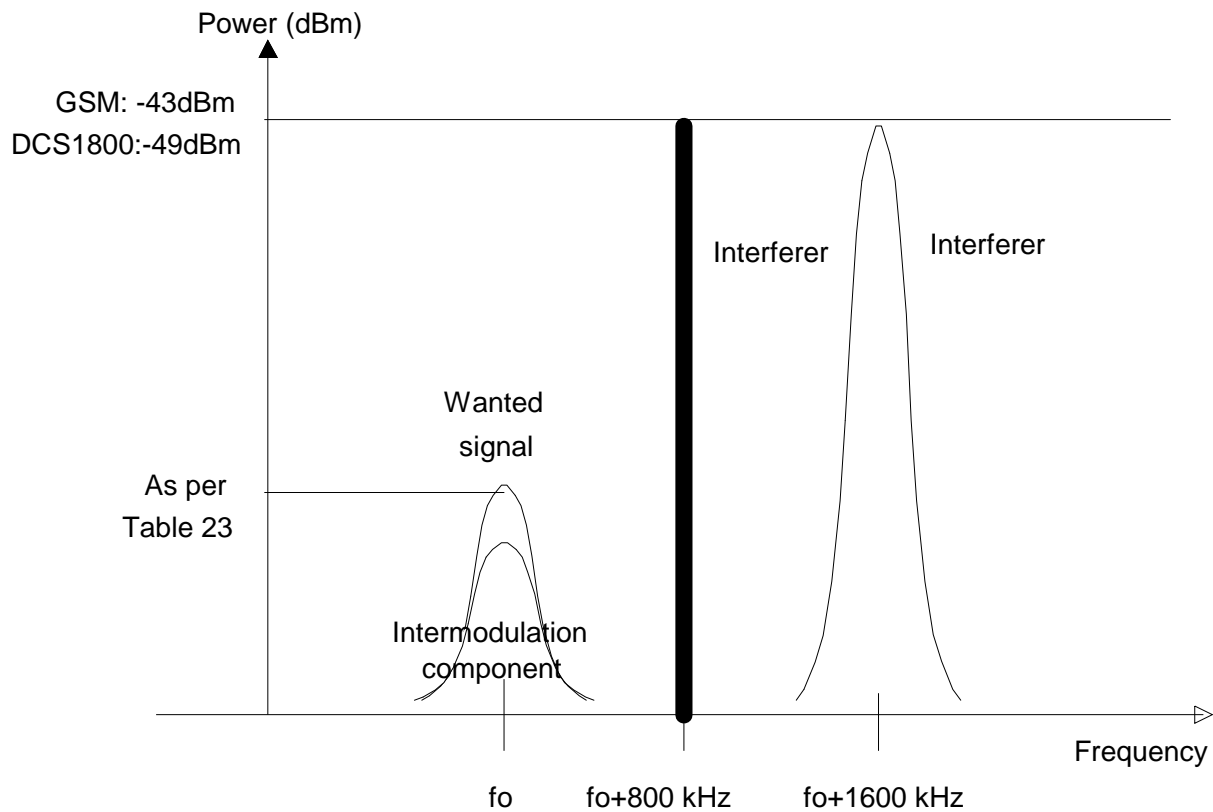 Power (dBm)
GSM: -43dBm
DCS1800:-49dBm
Interferer
Interferer
Wanted
signal
As per
Table 23
Intermodulation
component
Frequency
fo
fo+800 kHz
fo+1600 kHz